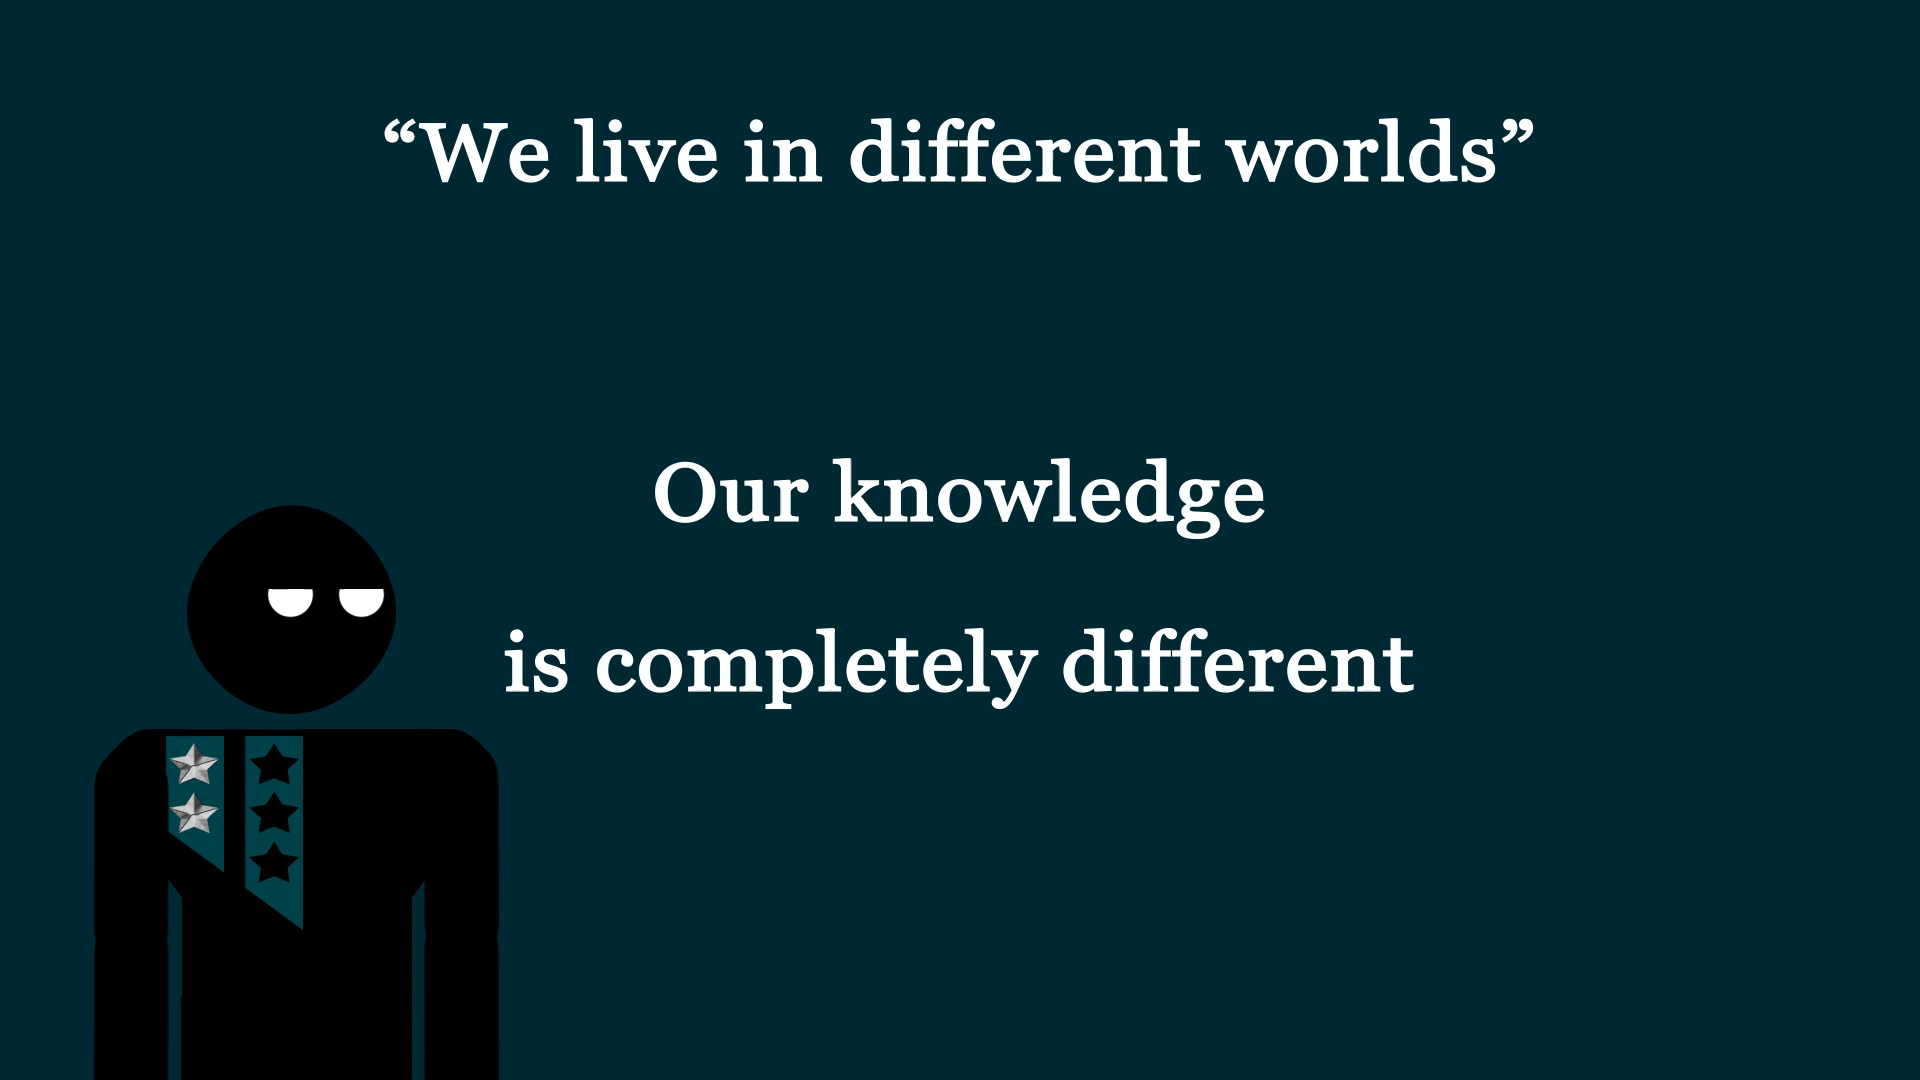 “We live in different worlds”
Our knowledge
is completely different